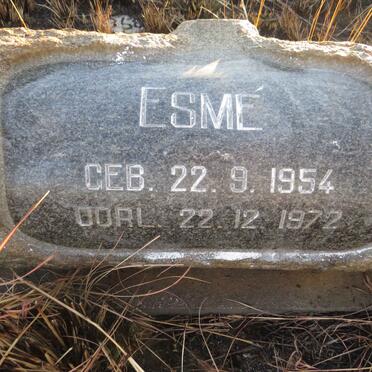 ESMÉ
GEB. 22. 9. 1954
OORL. 22. 12. 1972